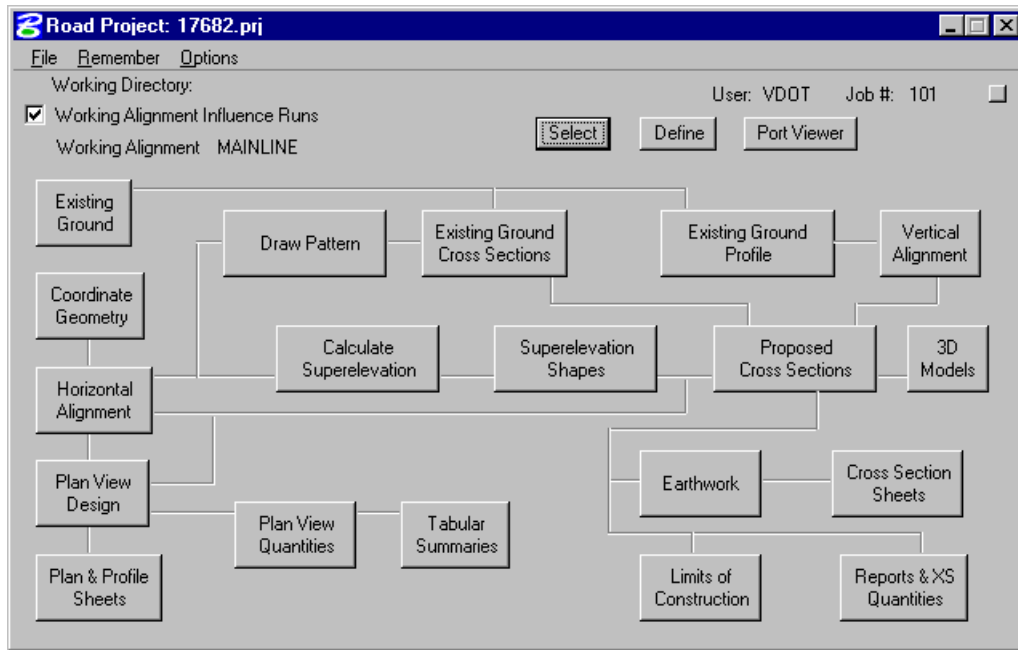 Road Project: 17682.prj
File Remember Options
Working Directory:
User: VDOT Job #: 101
Working Alignment Influence Runs
Select Define Port Viewer
Working Alignment MAINLINE
Existing
Ground
Draw Pattern
Existing Ground
Cross Sections
Existing Ground
Profile
Vertical
Alignment
Coordinate
Geometry
Calculate
Superelevation
Superelevation
Shapes
Proposed
Cross Sections
3D
Models
Horizontal
Alignment
Plan View
Design
Earthwork
Cross Section
Sheets
Plan View
Quantities
Tabular
Summaries
Plan & Profile
Sheets
Limits of
Construction
Reports & XS
Quantities